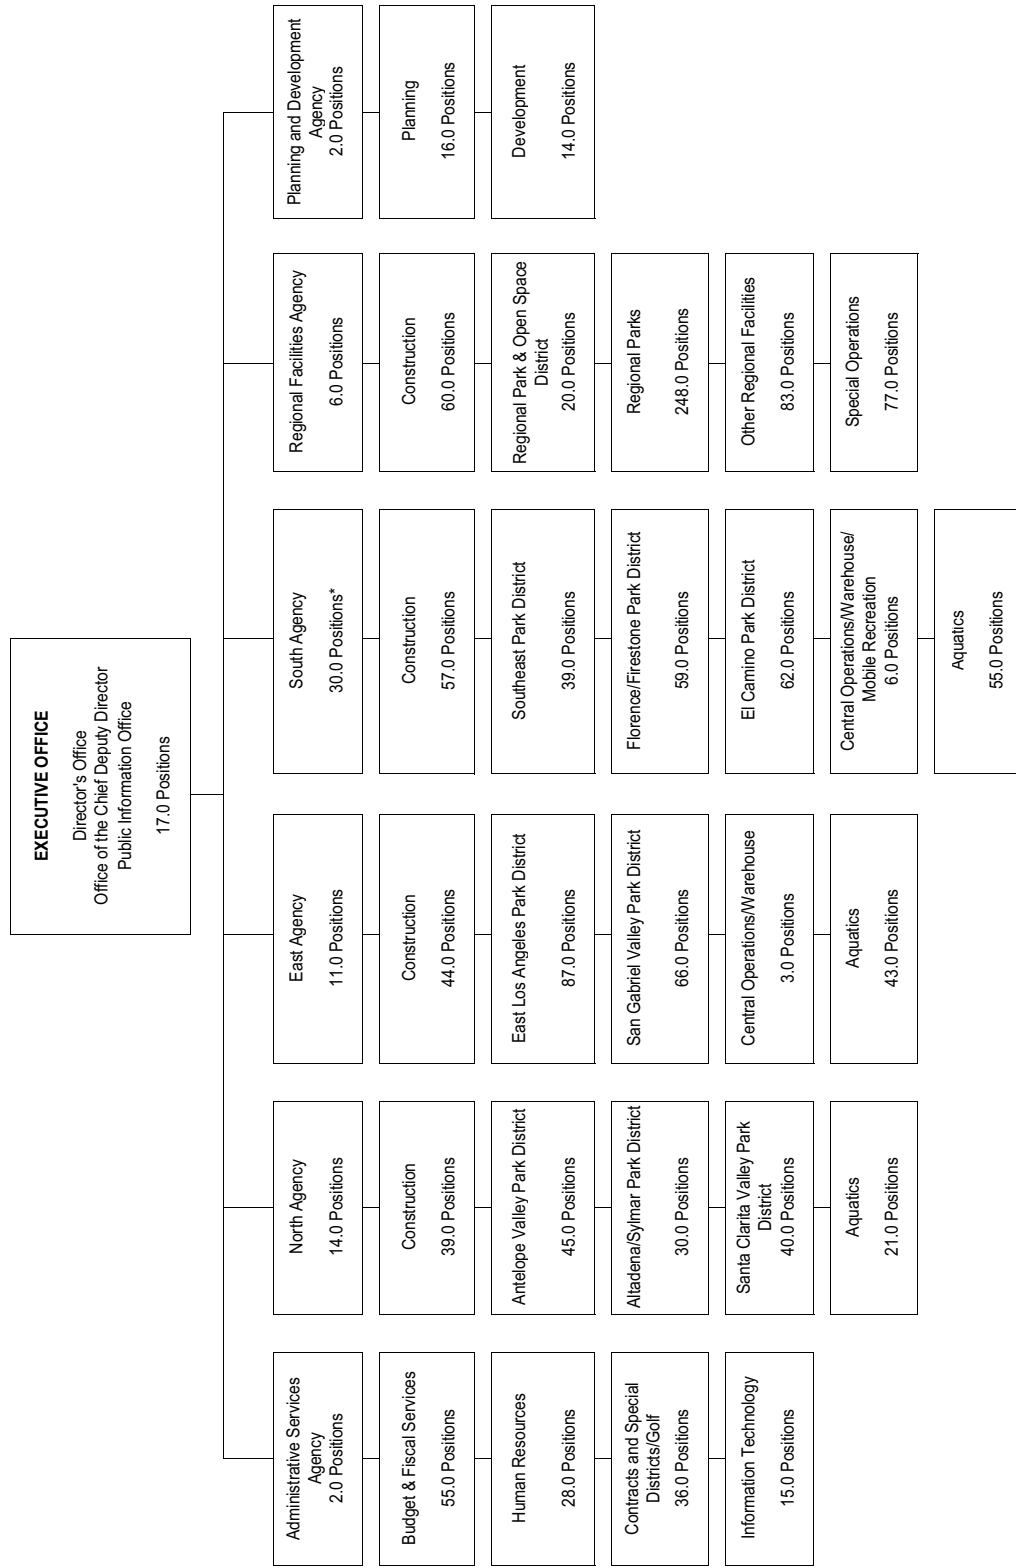 EXECUTIVE OFFICE
Director's Office
Office of the Chief Deputy Director
Public Information Office
17.0 Positions
Administrative Services
Agency
2.0 Positions
Budget & Fiscal Services
55.0 Positions
Human Resources
28.0 Positions
Contracts and Special
Districts/Golf
36.0 Positions
Information Technology
15.0 Positions
North Agency
14.0 Positions
Construction
39.0 Positions
Antelope Valley Park District
45.0 Positions
Altadena/Sylmar Park District
30.0 Positions
Santa Clarita Valley Park
District
40.0 Positions
Aquatics
21.0 Positions
East Agency
11.0 Positions
Construction
44.0 Positions
East Los Angeles Park District
87.0 Positions
San Gabriel Valley Park District
66.0 Positions
Central Operations/Warehouse
3.0 Positions
Aquatics
43.0 Positions
South Agency
30.0 Positions*
Construction
57.0 Positions
Southeast Park District
39.0 Positions
Florence/Firestone Park District
59.0 Positions
El Camino Park District
62.0 Positions
Central Operations/Warehouse/
Mobile Recreation
6.0 Positions
Aquatics
55.0 Positions
Regional Facilities Agency
6.0 Positions
Construction
60.0 Positions
Regional Park & Open Space
District
20.0 Positions
Regional Parks
248.0 Positions
Other Regional Facilities
83.0 Positions
Special Operations
77.0 Positions
Planning and Development
Agency
2.0 Positions
Planning
16.0 Positions
Development
14.0 Positions